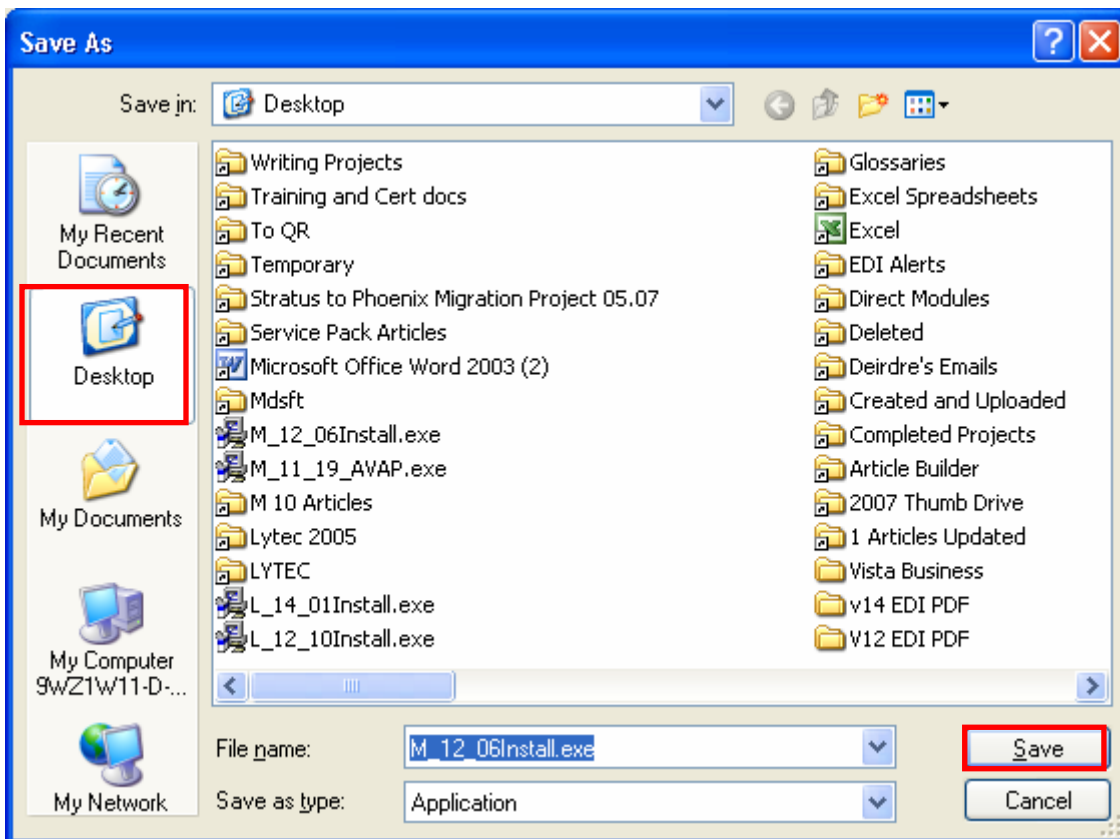 Save As
Save in:
Desktop
My Recent
Documents
Desktop
My Documents
My Computer
9WZ1W11-D-...
My Network
Writing Projects
Training and Cert docs
To QR
Temporary
Stratus to Phoenix Migration Project 05.07
Service Pack Articles
Microsoft Office Word 2003 (2)
Mdsft
M_12_06Install.exe
M_11_19_AVAP.exe
M 10 Articles
Lytec 2005
LYTEC
L_14_01Install.exe
L_12_10Install.exe
Glossaries
Excel Spreadsheets
Excel
EDI Alerts
Direct Modules
Deleted
Deirdre's Emails
Created and Uploaded
Completed Projects
Article Builder
2007 Thumb Drive
1 Articles Updated
Vista Business
v14 EDI PDF
V12 EDI PDF
File name:
M_12_06Install.exe
Save
Save as type:
Application
Cancel